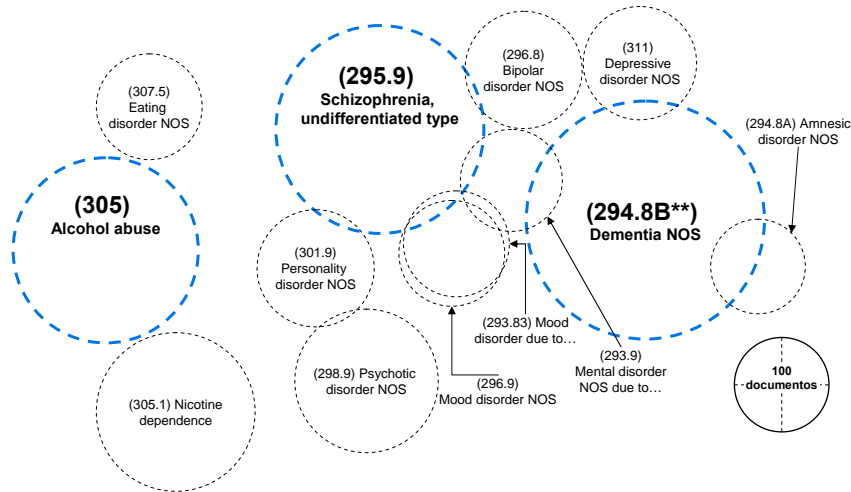 (307.5)
Eating
disorder NOS
(305)
Alcohol abuse
(305.1) Nicotine
dependence
(295.9)
Schizophrenia,
undifferentiated type
(296.8)
Bipolar
disorder NOS
(311)
Depressive
disorder NOS
(294.8A) Amnesic
disorder NOS
(294.8B**)
Dementia NOS
(301.9)
Personality
disorder NOS
(298.9) Psychotic
disorder NOS
(293.83) Mood
disorder due to…
(296.9)
Mood disorder NOS
(293.9)
Mental disorder
NOS due to…
100
documentos